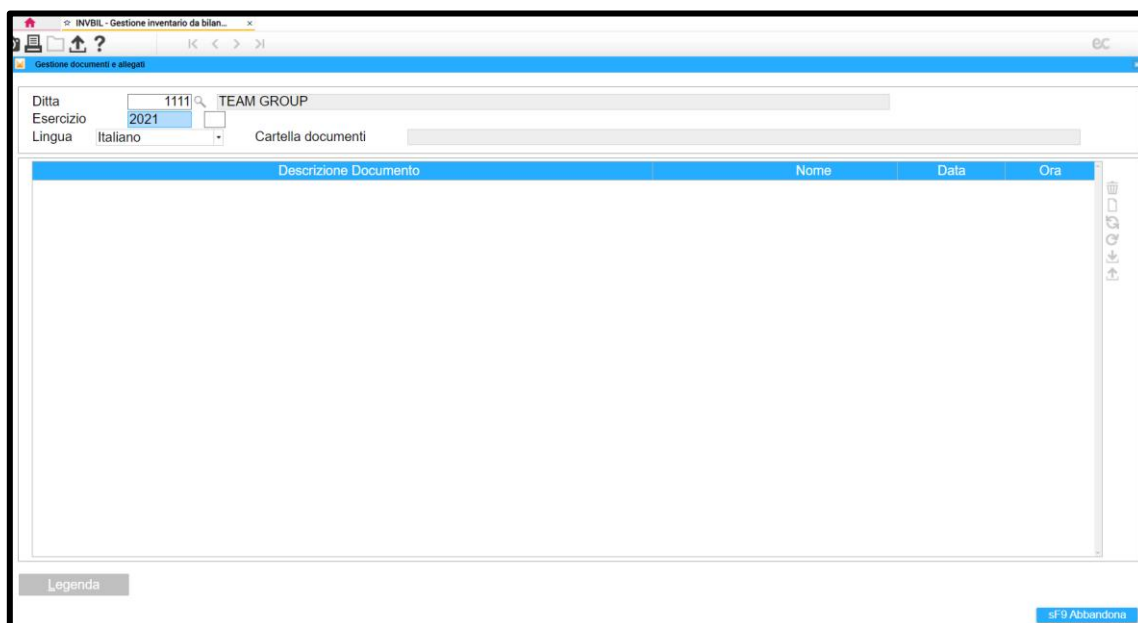 ☆ INVBIL - Gestione inventario da bilan... ×
?
ec
Gestione documenti e allegati
Ditta 1111 TEAM GROUP
Esercizio 2021
Lingua Italiano Cartella documenti
Descrizione Documento Nome Data Ora
Legenda
sF9 Abbandona